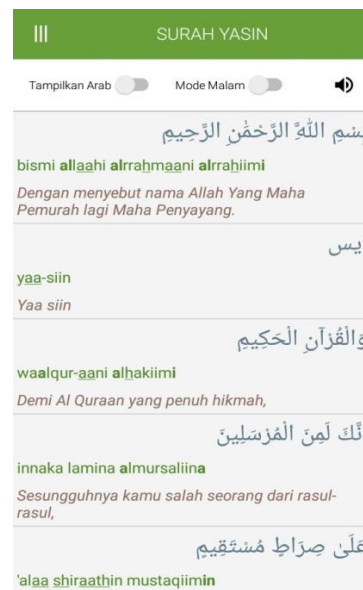 SURAH YASIN
Tampilkan Arab Mode Malam
بِسْمِ اللَّهِ الرَّحْمَٰنِ الرَّحِيمِ
bismi allaahi alrrahmaani alrrahiimi
Dengan menyebut nama Allah Yang Maha
Pemurah lagi Maha Penyayang.
يس
yaa-siin
Yaa siin
وَالْقُرْآنِ الْحَكِيمِ
waalqur-aani alhakiimi
Demi Al Quraan yang penuh hikmah,
إِنَّكَ لَمِنَ الْمُرْسَلِينَ
innaka lamina almursaliina
Sesungguhnya kamu salah seorang dari rasul-
rasul,
عَلَىٰ صِرَاطٍ مُسْتَقِيمٍ
'alaa shiraathin mustaqiimin